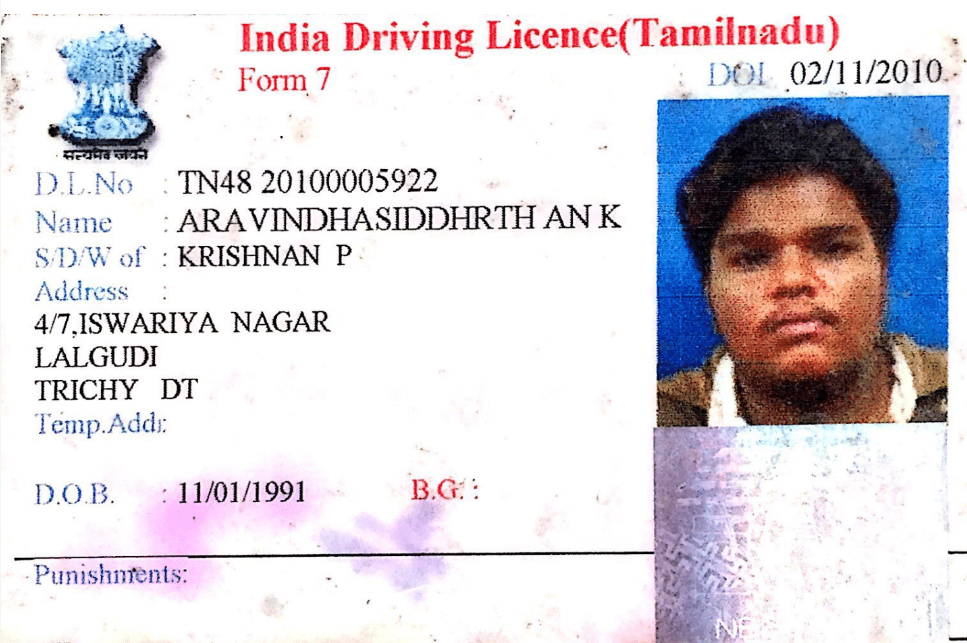 India Driving Licence(Tamilnadu)
Form 7
DOI 02/11/2010
सत्यमेव जयते
D.L.No : TN48 20100005922
Name : ARAVINDHASIDDHRTH AN K
S/D/W of : KRISHNAN P
Address :
4/7,ISWARIYA NAGAR
LALGUDI
TRICHY DT
Temp.Addr:
D.O.B. : 11/01/1991 B.G. :
Punishments: